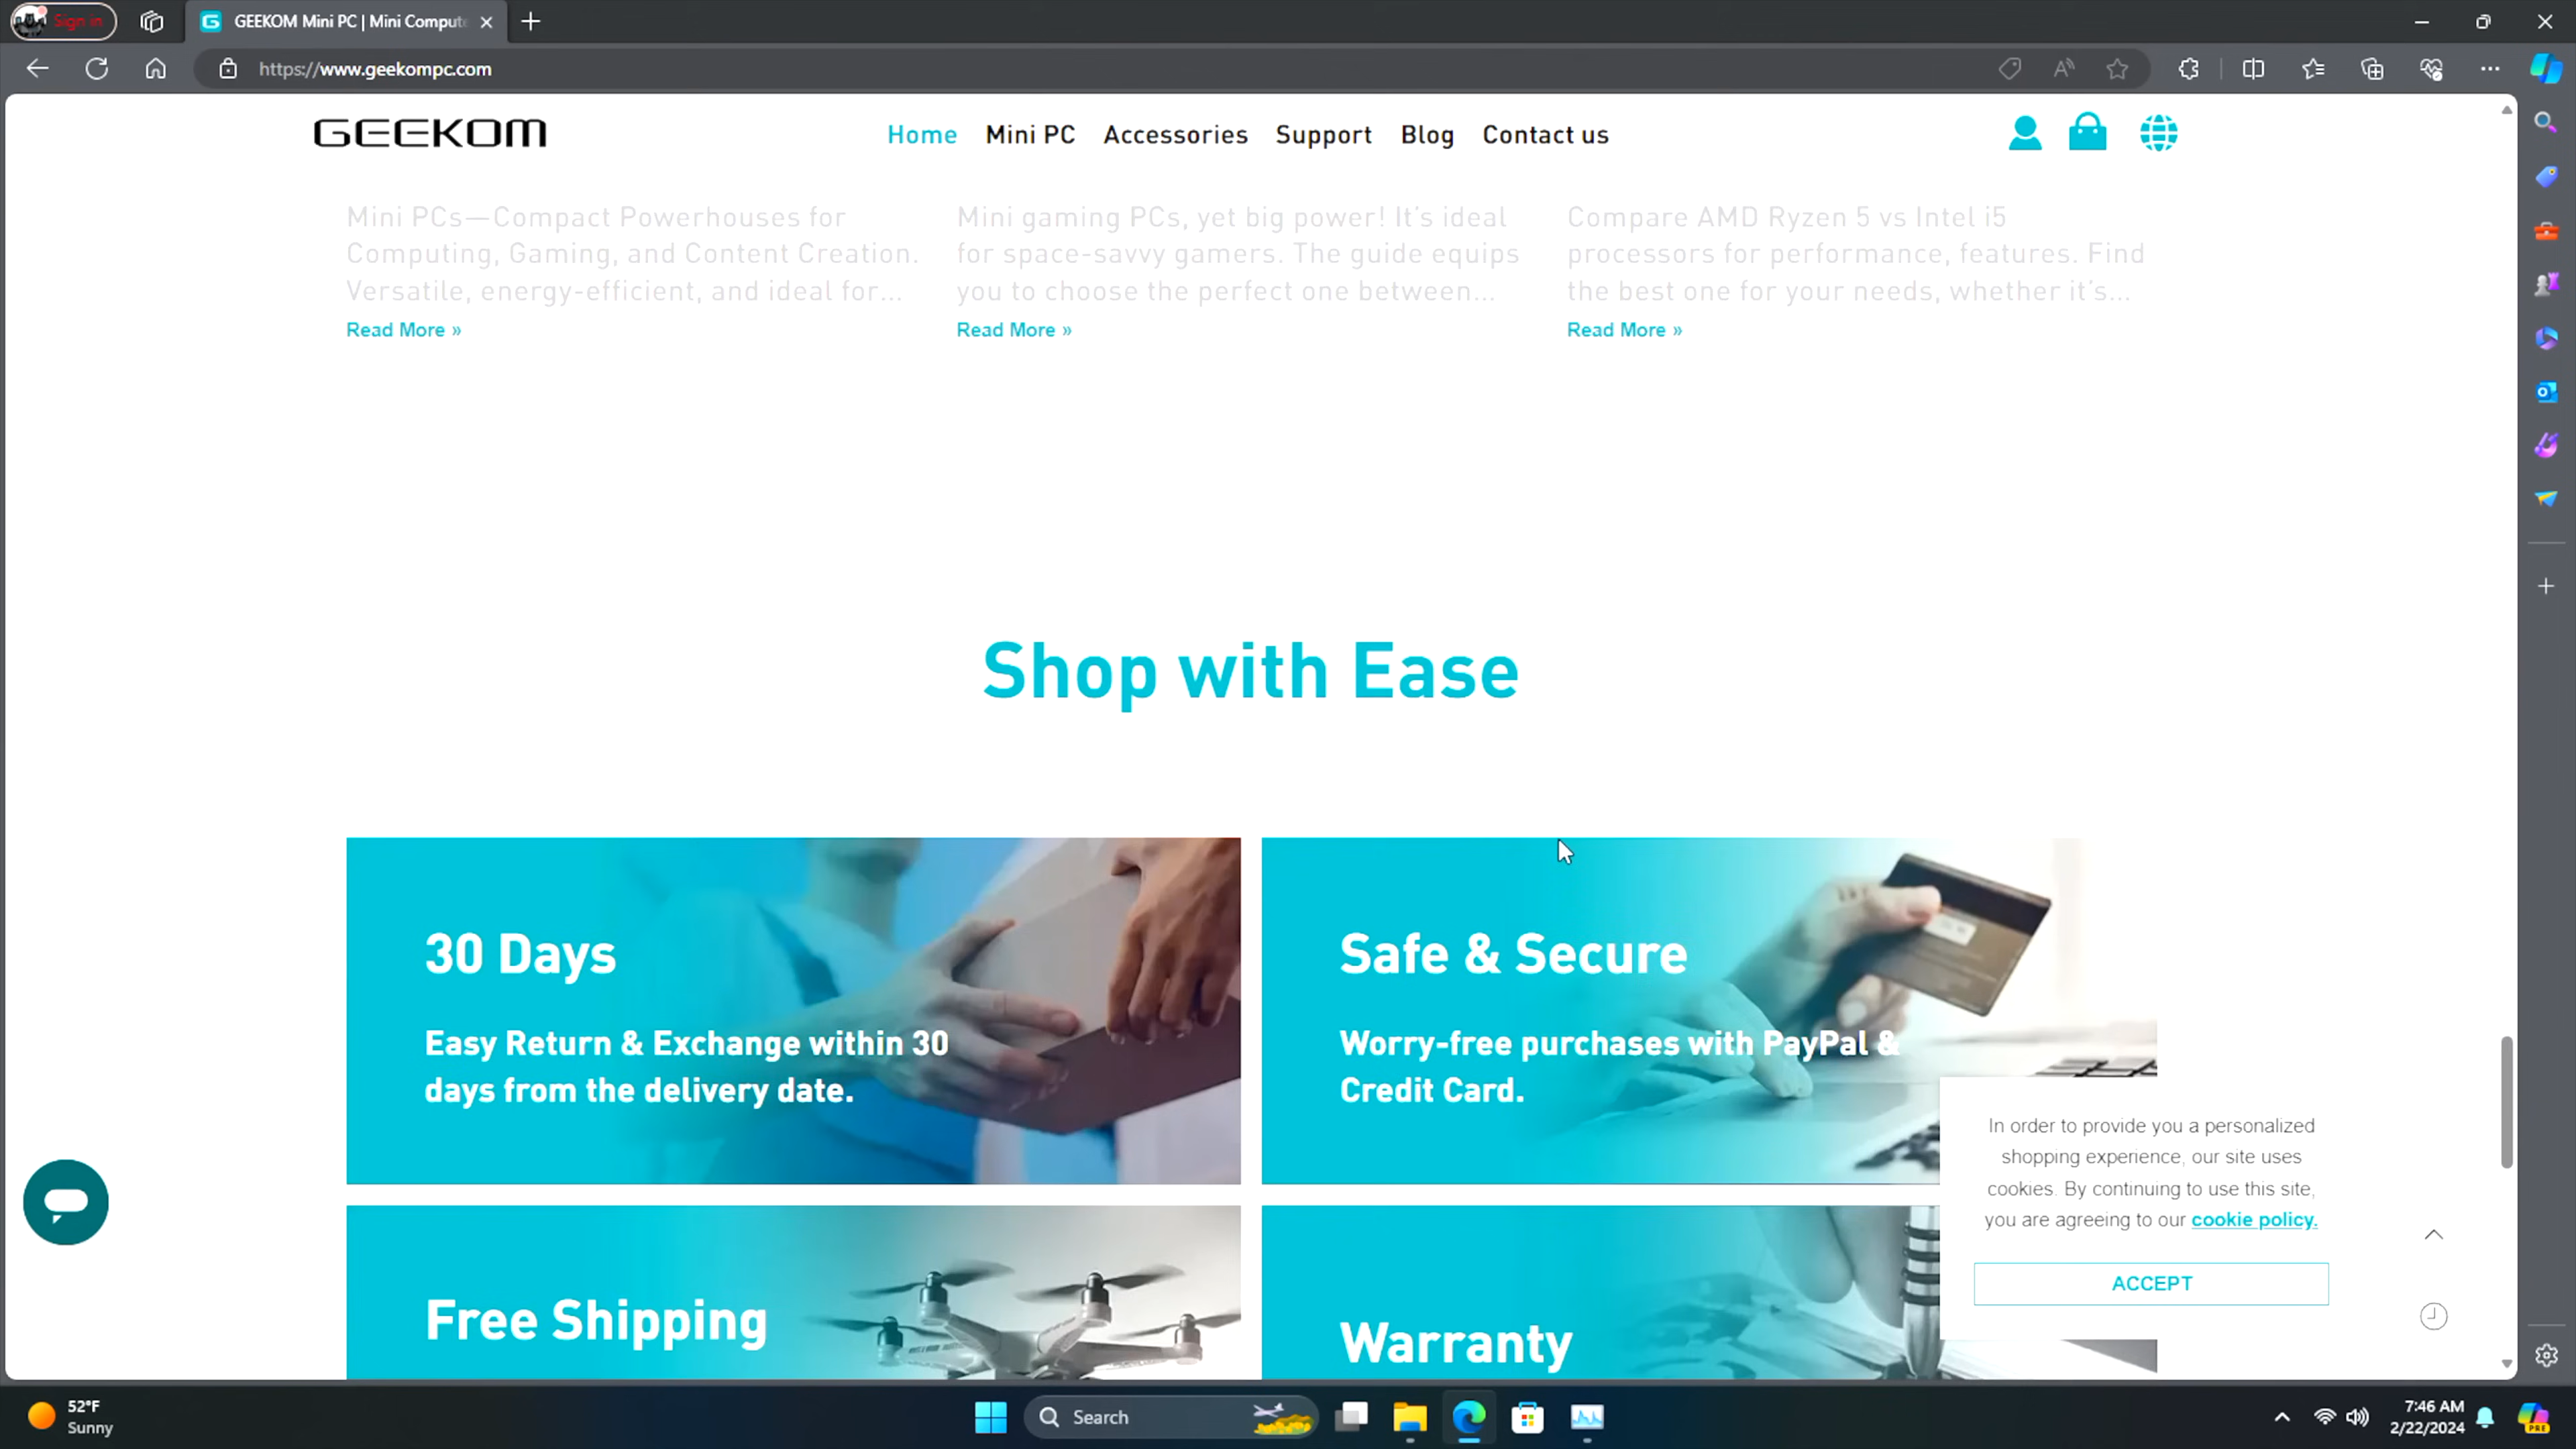 Sign in
GEEKOM Mini PC | Mini Comput
https://www.geekompc.com
GEEKOM
Home
Mini PC
Accessories
Support
Blog
Contact us
Mini PCs—Compact Powerhouses for
Computing, Gaming, and Content Creation.
Versatile, energy-efficient, and ideal for...
Read More »
Mini gaming PCs, yet big power! It's ideal
for space-savvy gamers. The guide equips
you to choose the perfect one between...
Read More »
Compare AMD Ryzen 5 vs Intel i5
processors for performance, features. Find
the best one for your needs, whether it's...
Read More »
Shop with Ease
30 Days
Easy Return & Exchange within 30
days from the delivery date.
Safe & Secure
Worry-free purchases with PayPal &
Credit Card.
Free Shipping
Warranty
In order to provide you a personalized
shopping experience, our site uses
cookies. By continuing to use this site,
you are agreeing to our cookie policy.
ACCEPT
52°F
Sunny
Search
7:46 AM
2/22/2024
PRE